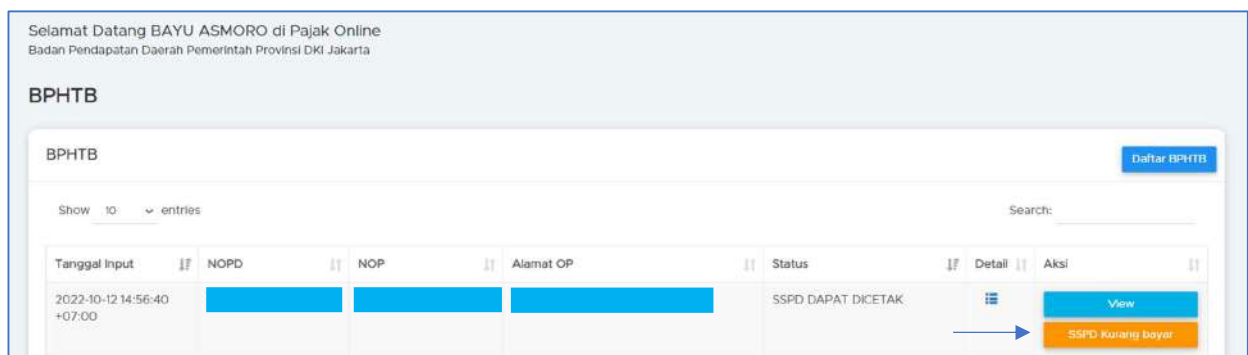 Selamat Datang BAYU ASMORO di Pajak Online
Badan Pendapatan Daerah Pemerintah Provinsi DKI Jakarta
BPHTB
BPHTB
Daftar BPHTB
Show 10 entries
Search:
Tanggal Input NOPD NOP Alamat OP Status Detail Aksi
2022-10-12 14:56:40 SSPD DAPAT DICETAK View
+07:00 SSPD Kurang bayar